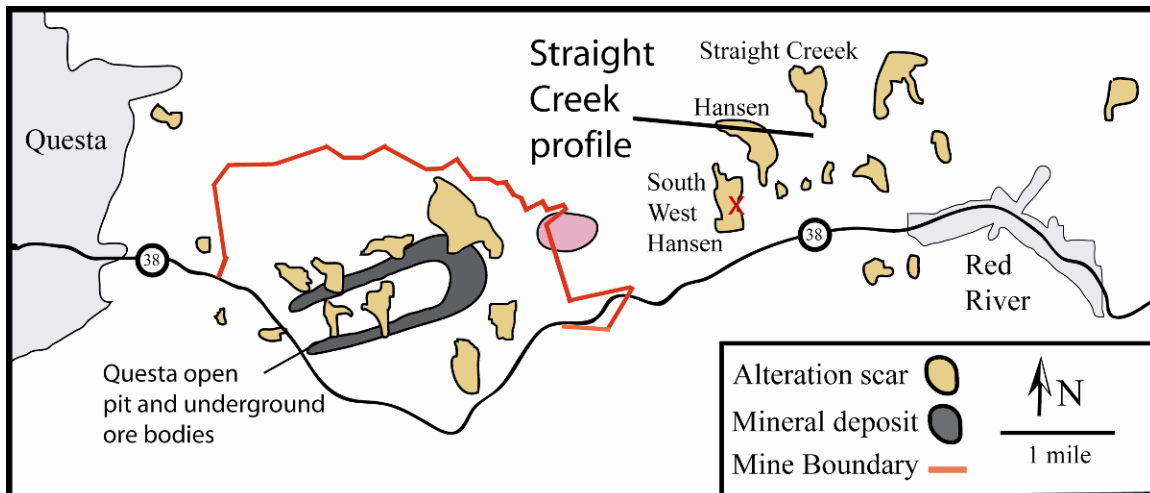 Straight
Creek
profile
Straight Creeek
Hansen
Questa
South
West
Hansen
X
38
38
Red
River
Questa open
pit and underground
ore bodies
Alteration scar
Mineral deposit
Mine Boundary
N
1 mile